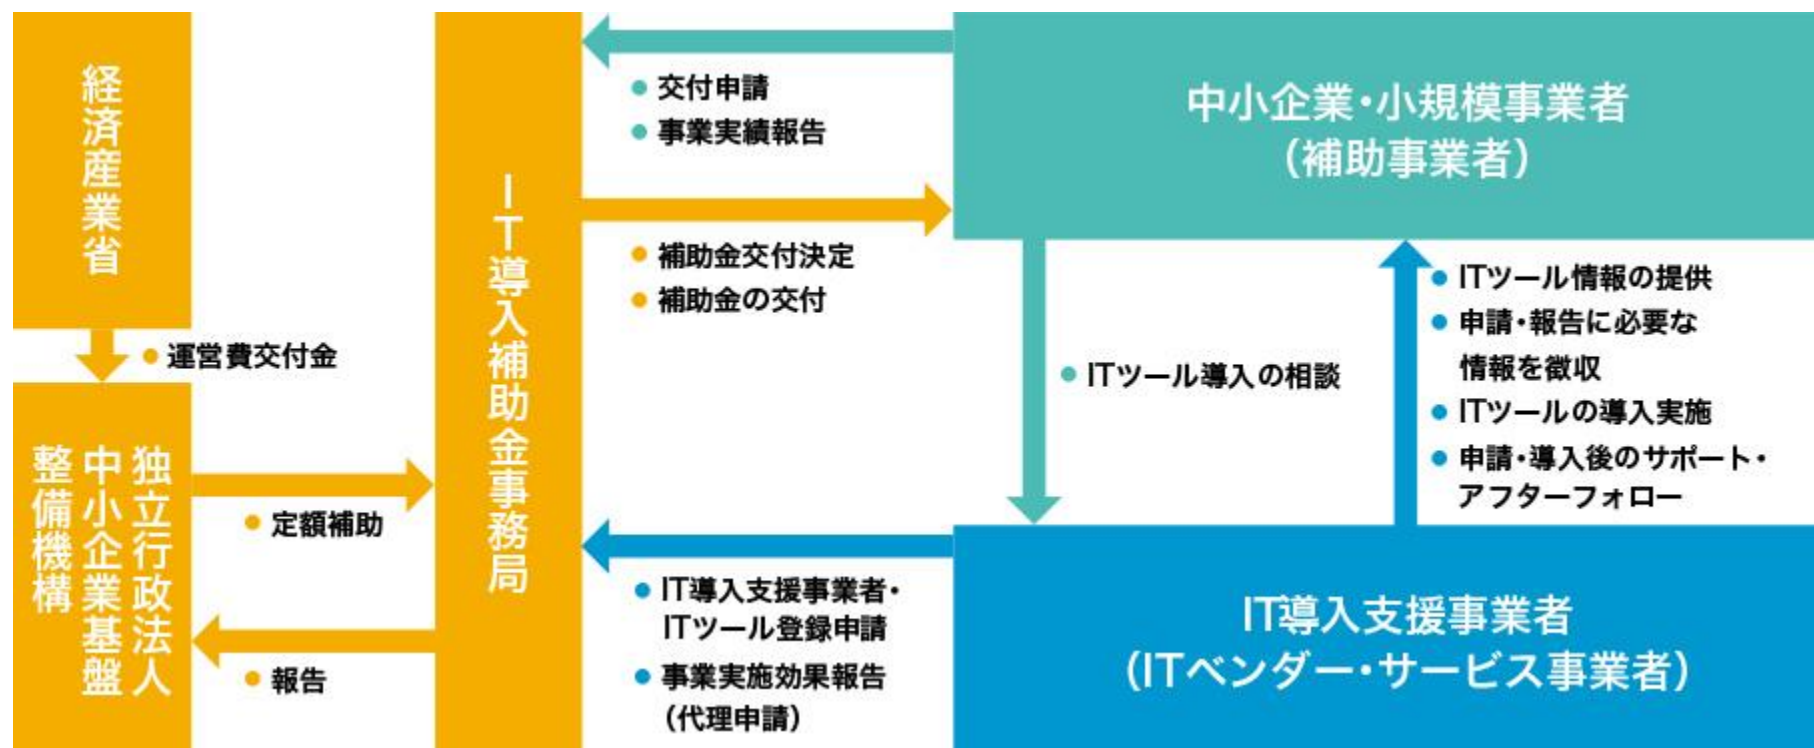 経済産業省
● 運営費交付金
独立行政法人
中小企業基盤
整備機構
● 定額補助
● 報告
IT導入補助金事務局
● 交付申請
● 事業実績報告
● 補助金交付決定
● 補助金の交付
● IT導入支援事業者・
ITツール登録申請
● 事業実施効果報告
（代理申請）
中小企業・小規模事業者
（補助事業者）
● ITツール導入の相談
● ITツール情報の提供
● 申請・報告に必要な
情報を徴収
● ITツールの導入実施
● 申請・導入後のサポート・
アフターフォロー
IT導入支援事業者
（ITベンダー・サービス事業者）